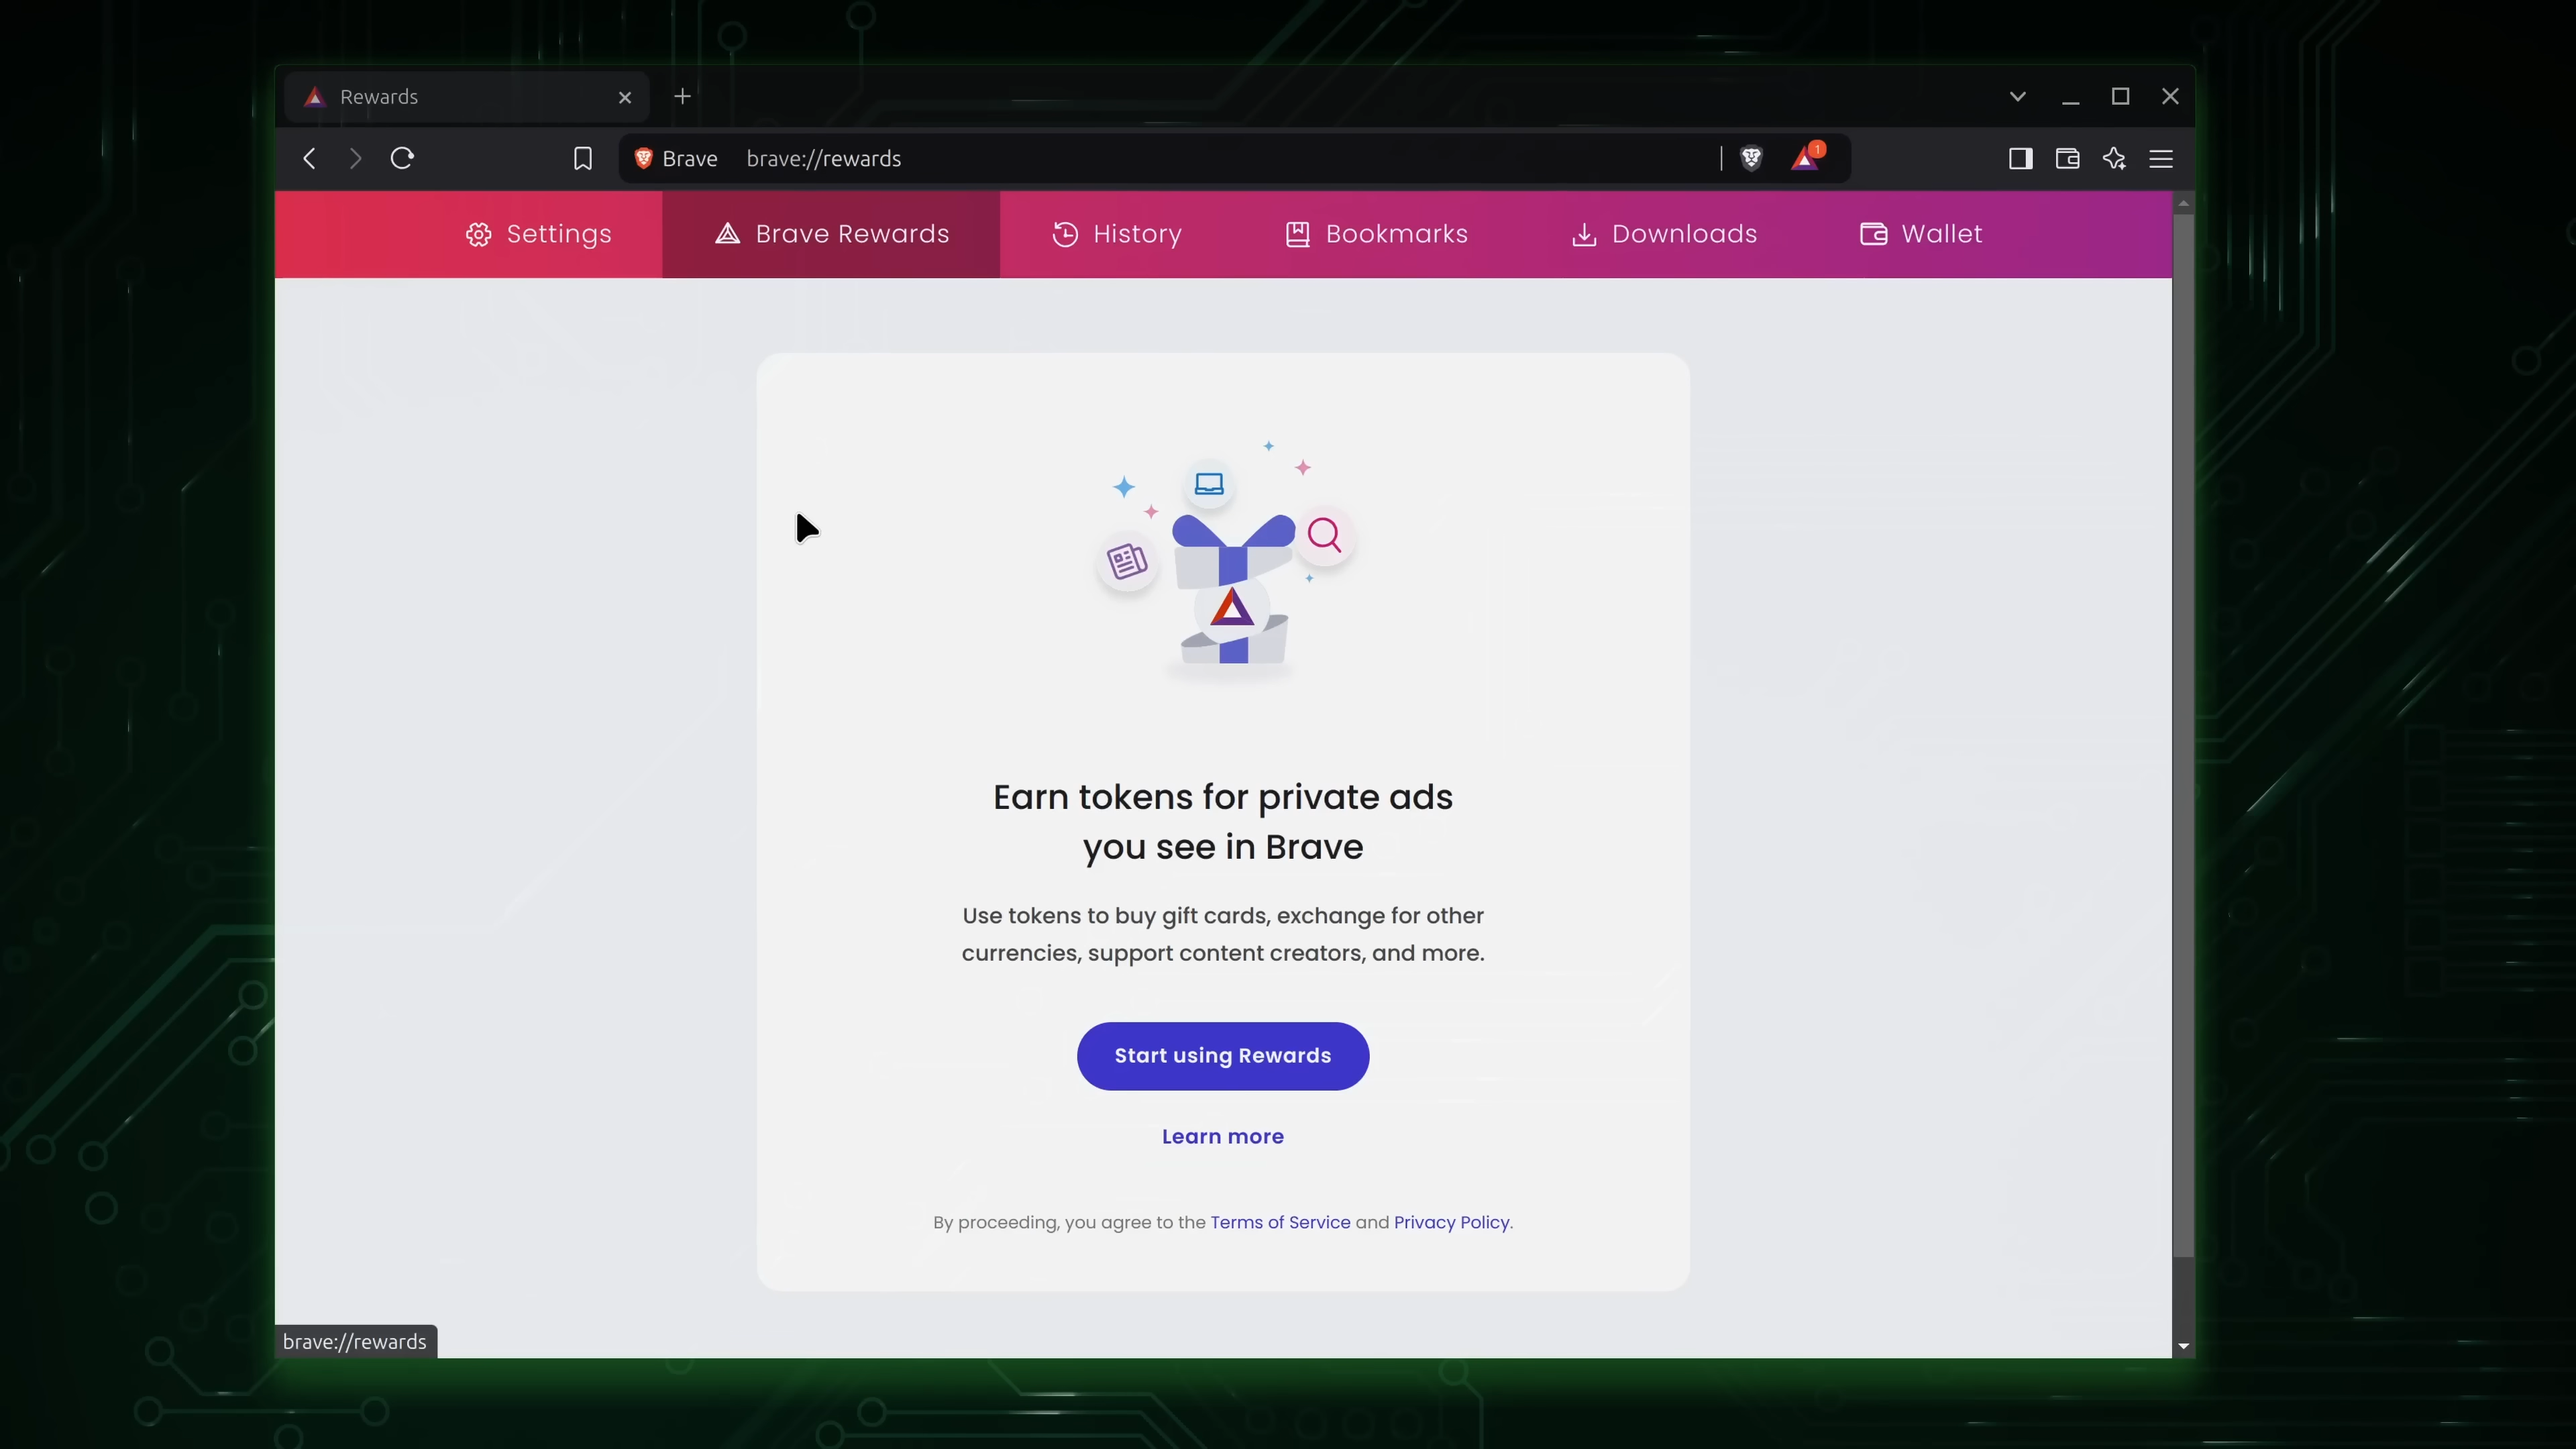 Rewards
Brave brave://rewards
1
Settings Brave Rewards History Bookmarks Downloads Wallet
Earn tokens for private ads
you see in Brave
Use tokens to buy gift cards, exchange for other
currencies, support content creators, and more.
Start using Rewards
Learn more
By proceeding, you agree to the Terms of Service and Privacy Policy.
brave://rewards